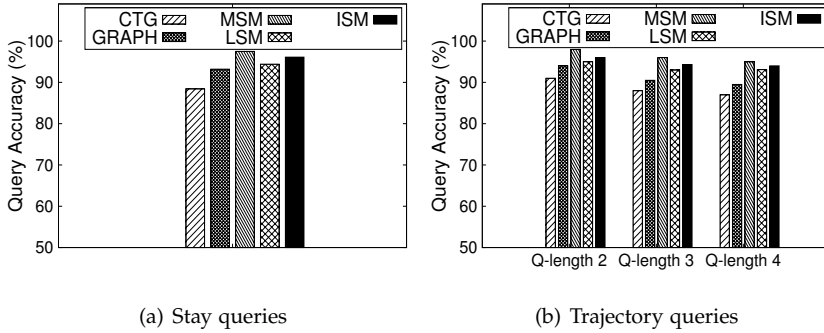 CTG
GRAPH
MSM
LSM
ISM
Query Accuracy (%)
100
90
80
70
60
50
(a) Stay queries
CTG
GRAPH
MSM
LSM
ISM
Query Accuracy (%)
100
90
80
70
60
50
Q-length 2 Q-length 3 Q-length 4
(b) Trajectory queries